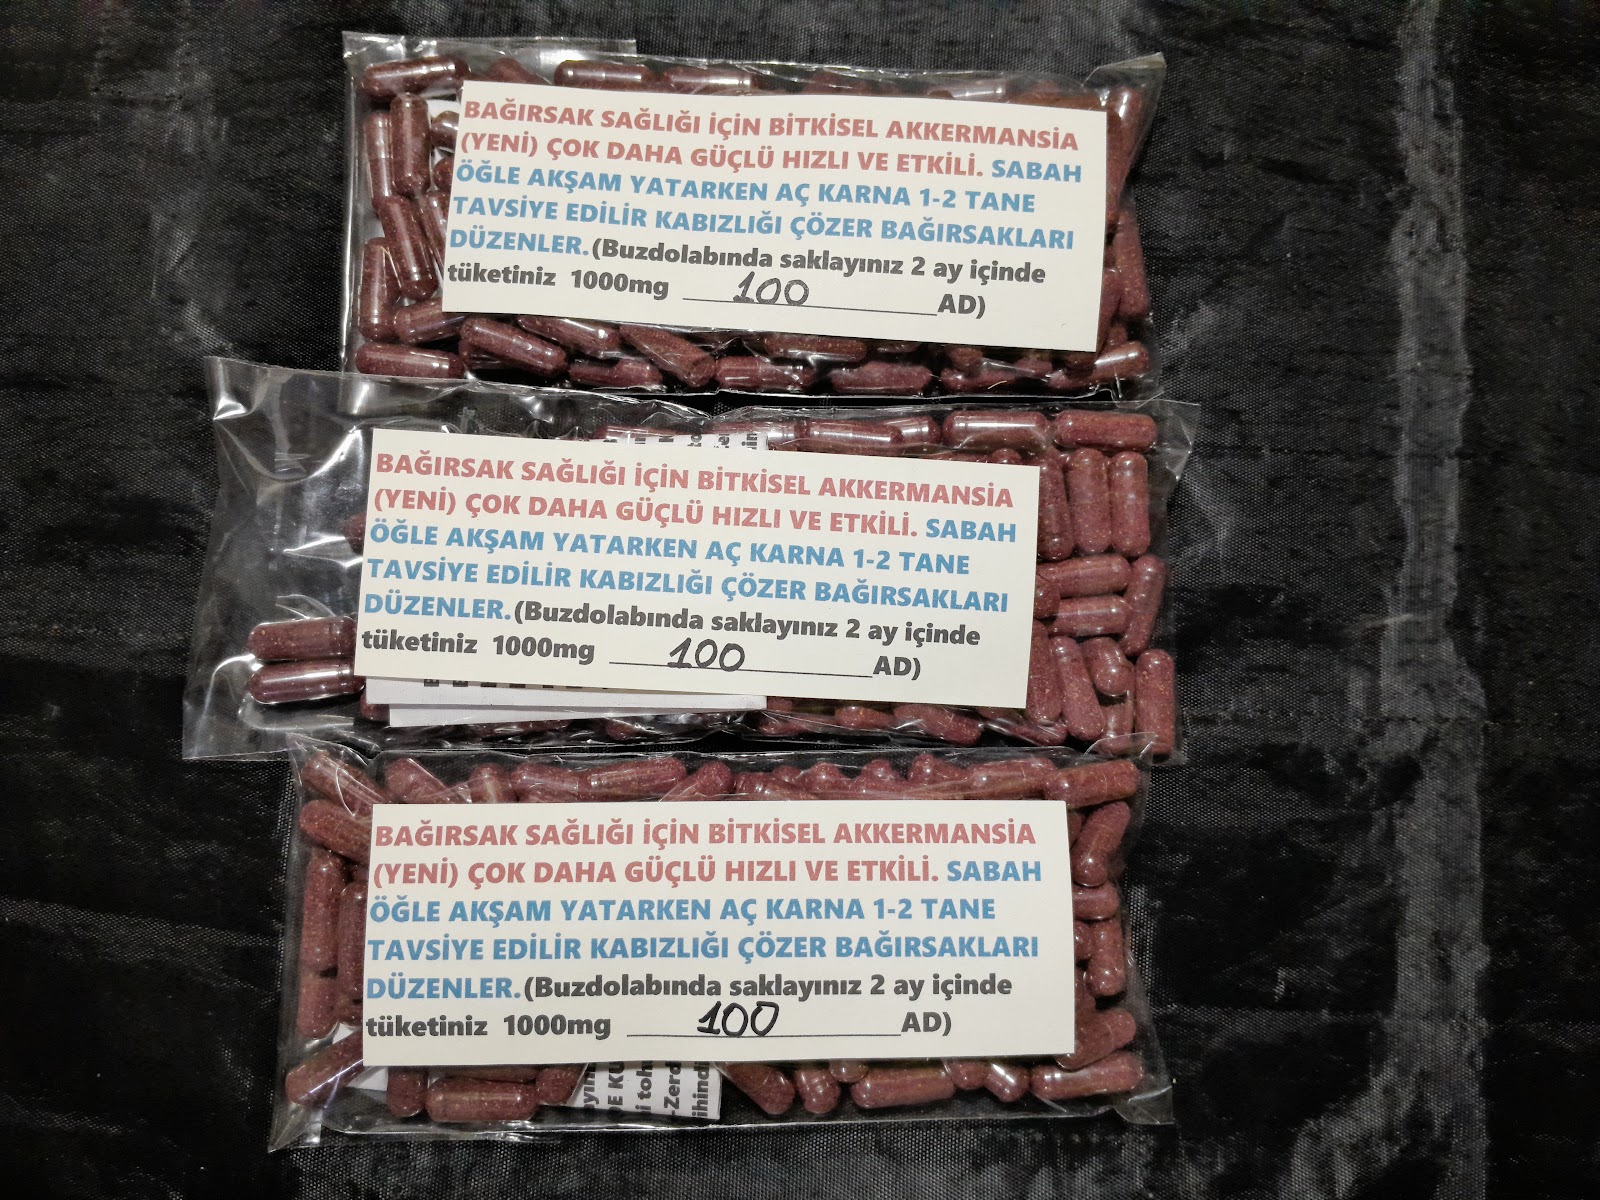 BAĞIRSAK SAĞLIĞI İÇİN BİTKİSEL AKKERMANSİA
(YENİ) ÇOK DAHA GÜÇLÜ HIZLI VE ETKİLİ. SABAH
ÖĞLE AKŞAM YATARKEN AÇ KARNA 1-2 TANE
TAVSİYE EDİLİR KABIZLIĞI ÇÖZER BAĞIRSAKLARI
DÜZENLER.(Buzdolabında saklayınız 2 ay içinde
tüketiniz 1000mg 100 AD)
BAĞIRSAK SAĞLIĞI İÇİN BİTKİSEL AKKERMANSİA
(YENİ) ÇOK DAHA GÜÇLÜ HIZLI VE ETKİLİ. SABAH
ÖĞLE AKŞAM YATARKEN AÇ KARNA 1-2 TANE
TAVSİYE EDİLİR KABIZLIĞI ÇÖZER BAĞIRSAKLARI
DÜZENLER.(Buzdolabında saklayınız 2 ay içinde
tüketiniz 1000mg 100 AD)
BAĞIRSAK SAĞLIĞI İÇİN BİTKİSEL AKKERMANSİA
(YENİ) ÇOK DAHA GÜÇLÜ HIZLI VE ETKİLİ. SABAH
ÖĞLE AKŞAM YATARKEN AÇ KARNA 1-2 TANE
TAVSİYE EDİLİR KABIZLIĞI ÇÖZER BAĞIRSAKLARI
DÜZENLER.(Buzdolabında saklayınız 2 ay içinde
tüketiniz 1000mg 100 AD)